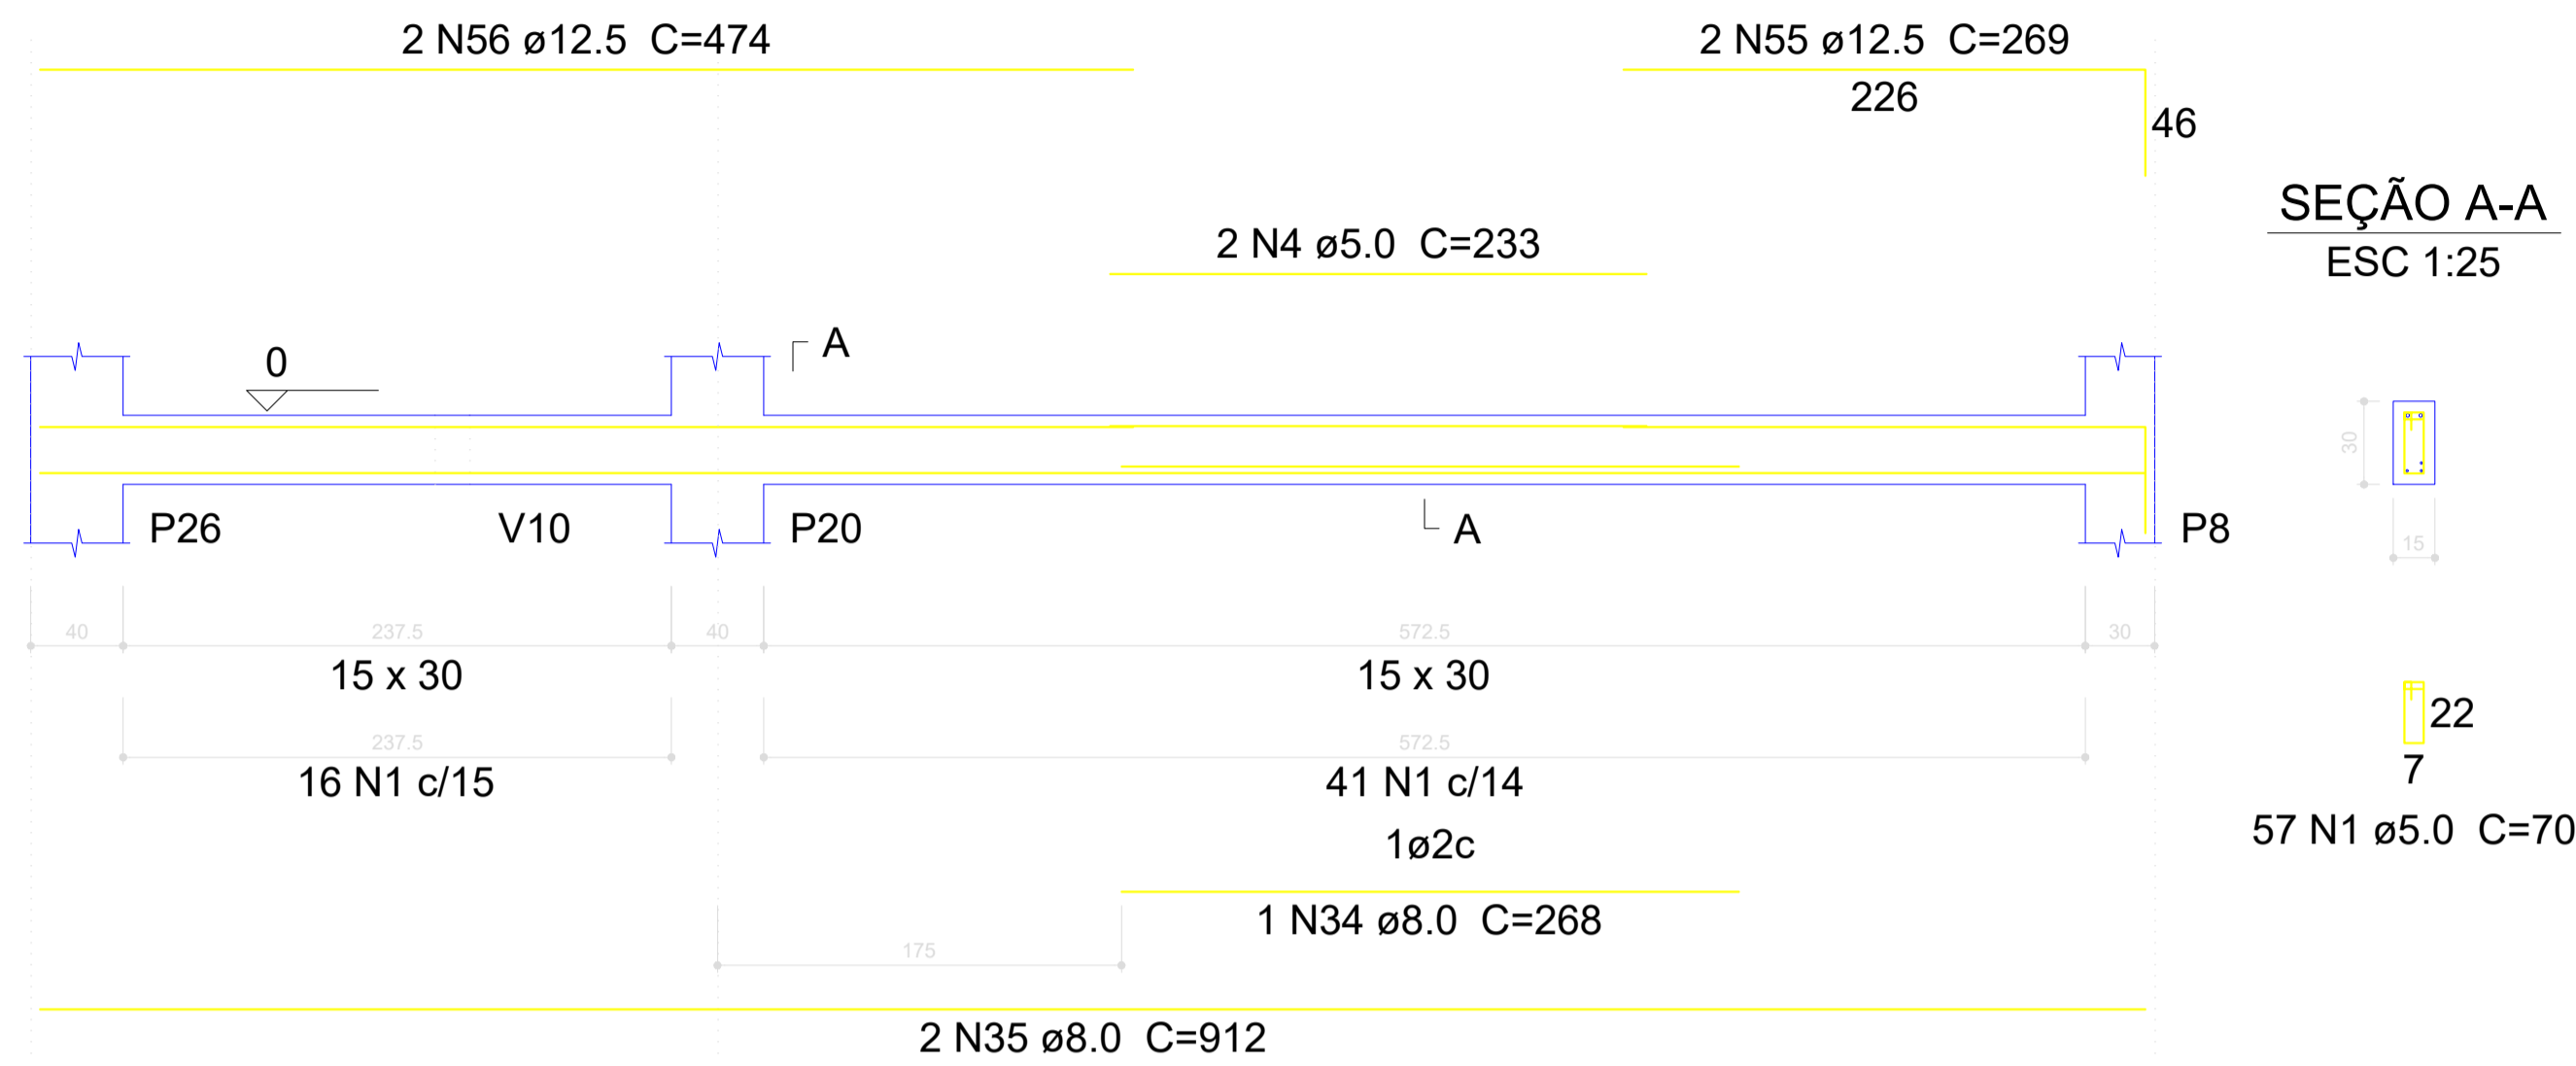 2 N56 ø12.5 C=474
2 N55 ø12.5 C=269
226
46
SEÇÃO A-A
ESC 1:25
2 N4 ø5.0 C=233
A
0
30
P26
V10
P20
A
P8
15
40
237.5
40
572.5
30
15 x 30
15 x 30
22
237.5
572.5
7
16 N1 c/15
41 N1 c/14
57 N1 ø5.0 C=70
1ø2c
1 N34 ø8.0 C=268
175
2 N35 ø8.0 C=912